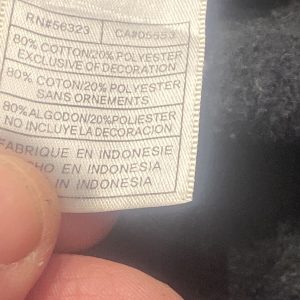 RN#56323 CA#05553
80% COTTON/20% POLYESTER
EXCLUSIVE OF DECORATION
80% COTON/20% POLYESTER
SANS ORNEMENTS
80% ALGODON/20% POLIESTER
NO INCLUYE LA DECORACION
FABRIQUE EN INDONESIE
CHO EN INDONESIA
IN INDONESIA